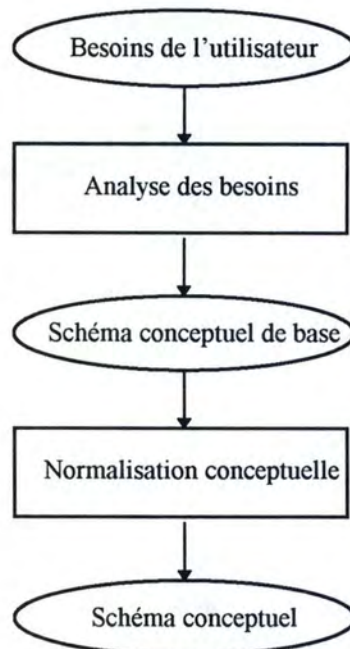 Besoins de l'utilisateur
Analyse des besoins
Schéma conceptuel de base
Normalisation conceptuelle
Schéma conceptuel